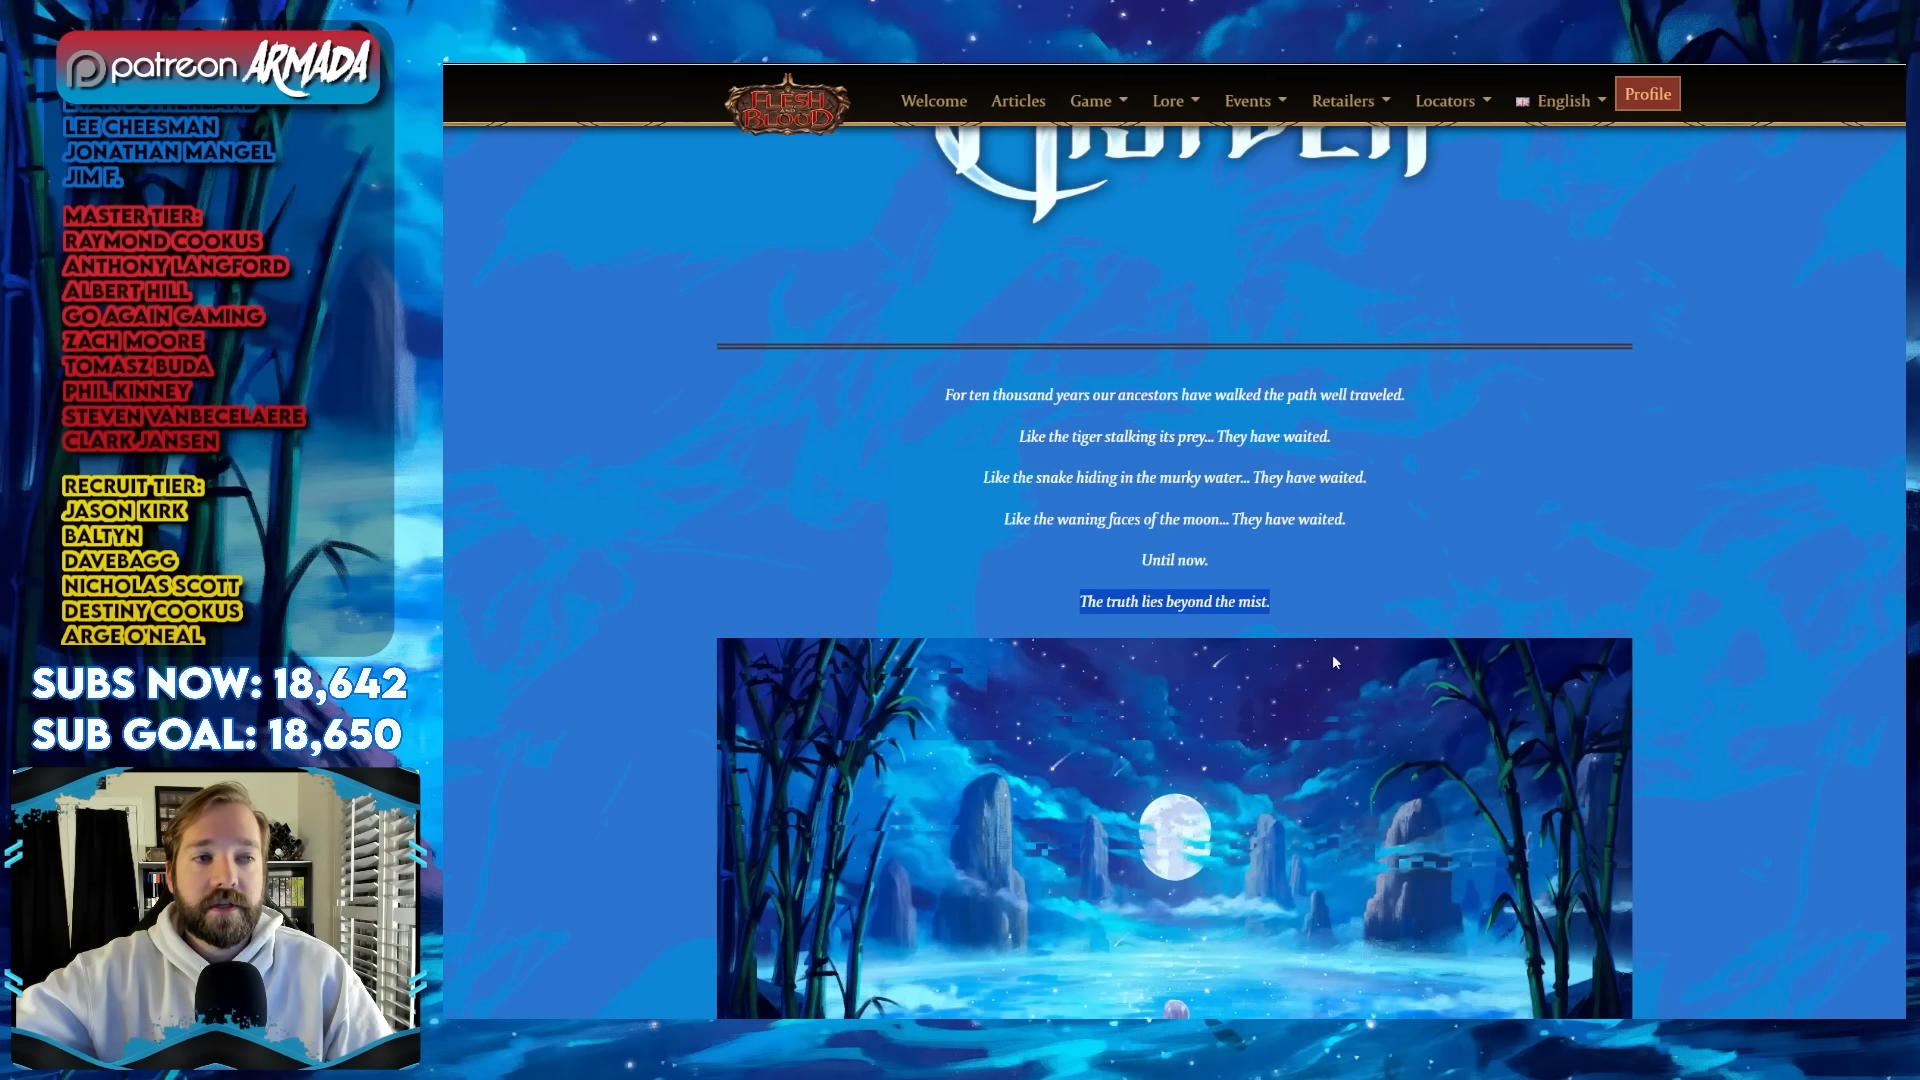 patreon ARMADA
LEE CHEESMAN
JONATHAN MANGEL
JIM F.
MASTER TIER:
RAYMOND COOKUS
ANTHONY LANGFORD
ALBERT HILL
GO AGAIN GAMING
ZACH MOORE
TOMASZ BUDA
PHIL KINNEY
STEVEN VANBECELAERE
CLARK JANSEN
RECRUIT TIER:
JASON KIRK
BALTYN
DAVEBAGG
NICHOLAS SCOTT
DESTINY COOKUS
ARGE O'NEAL
SUBS NOW: 18,642
SUB GOAL: 18,650
FLESH AND BLOOD
Welcome Articles Game Lore Events Retailers Locators English Profile
For ten thousand years our ancestors have walked the path well traveled.
Like the tiger stalking its prey... They have waited.
Like the snake hiding in the murky water... They have waited.
Like the waning faces of the moon... They have waited.
Until now.
The truth lies beyond the mist.